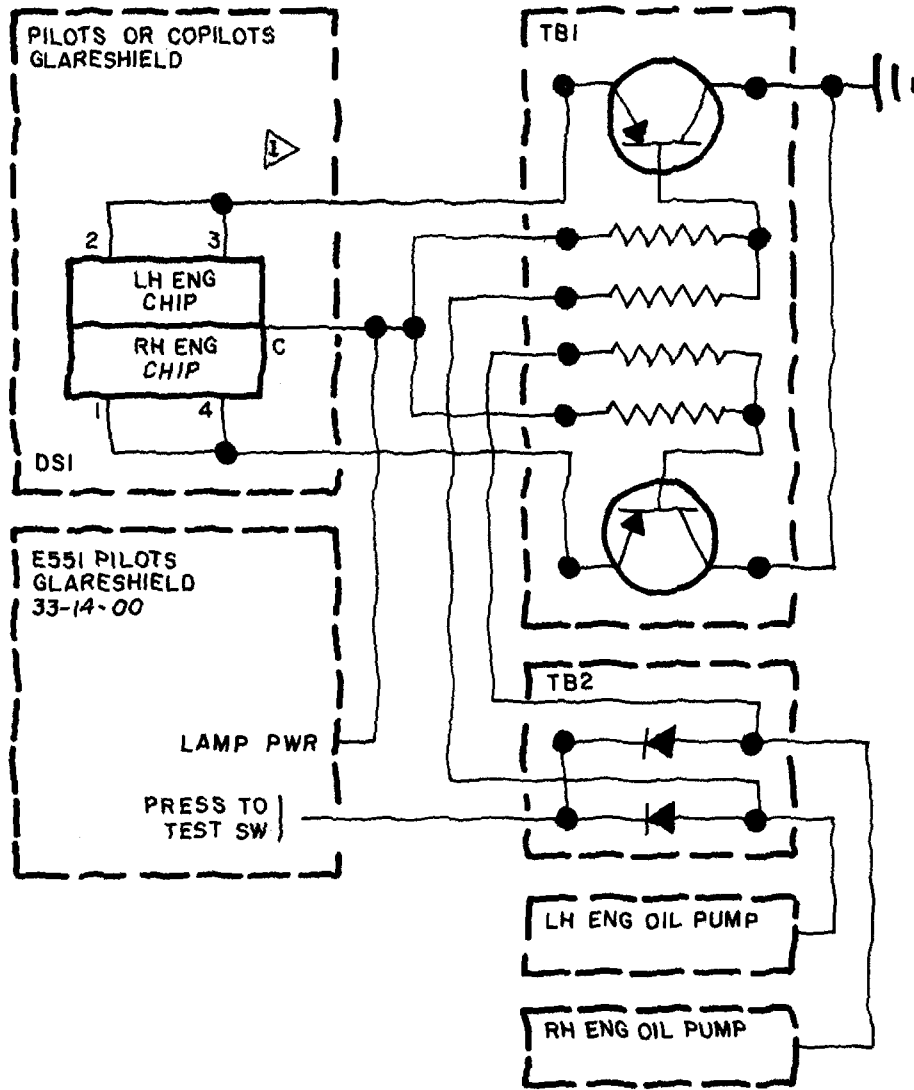 PILOTS OR COPILOTS
GLARESHIELD
1
2
3
LH ENG
CHIP
RH ENG
CHIP
C
1
4
DS1
TB1
E551 PILOTS
GLARESHIELD
33-14-00
LAMP PWR
PRESS TO
TEST SW
TB2
LH ENG OIL PUMP
RH ENG OIL PUMP